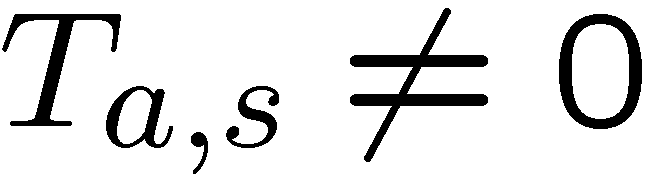 T_{a,s} ≠ 0